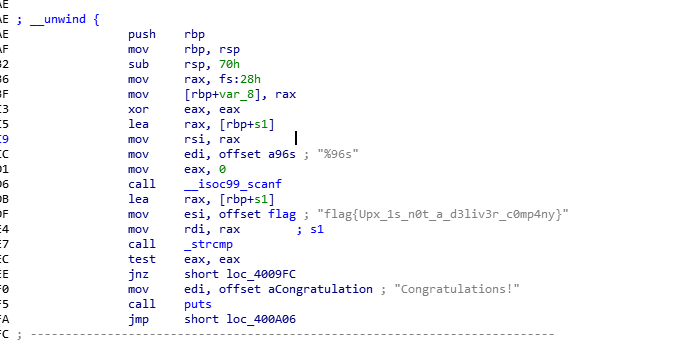 AE
AE ; __unwind {
AE push rbp
AF mov rbp, rsp
B2 sub rsp, 70h
B6 mov rax, fs:28h
BF mov [rbp+var_8], rax
C3 xor eax, eax
C5 lea rax, [rbp+s1]
C9 mov rsi, rax
CC mov edi, offset a96s ; "%96s"
D1 mov eax, 0
D6 call __isoc99_scanf
DB lea rax, [rbp+s1]
DF mov esi, offset flag ; "flag{Upx_1s_n0t_a_d3liv3r_c0mp4ny}"
E4 mov rdi, rax ; s1
E7 call _strcmp
EC test eax, eax
EE jnz short loc_4009FC
F0 mov edi, offset aCongratulation ; "Congratulations!"
F5 call puts
FA jmp short loc_400A06
FC ; ---------------------------------------------------------------------------